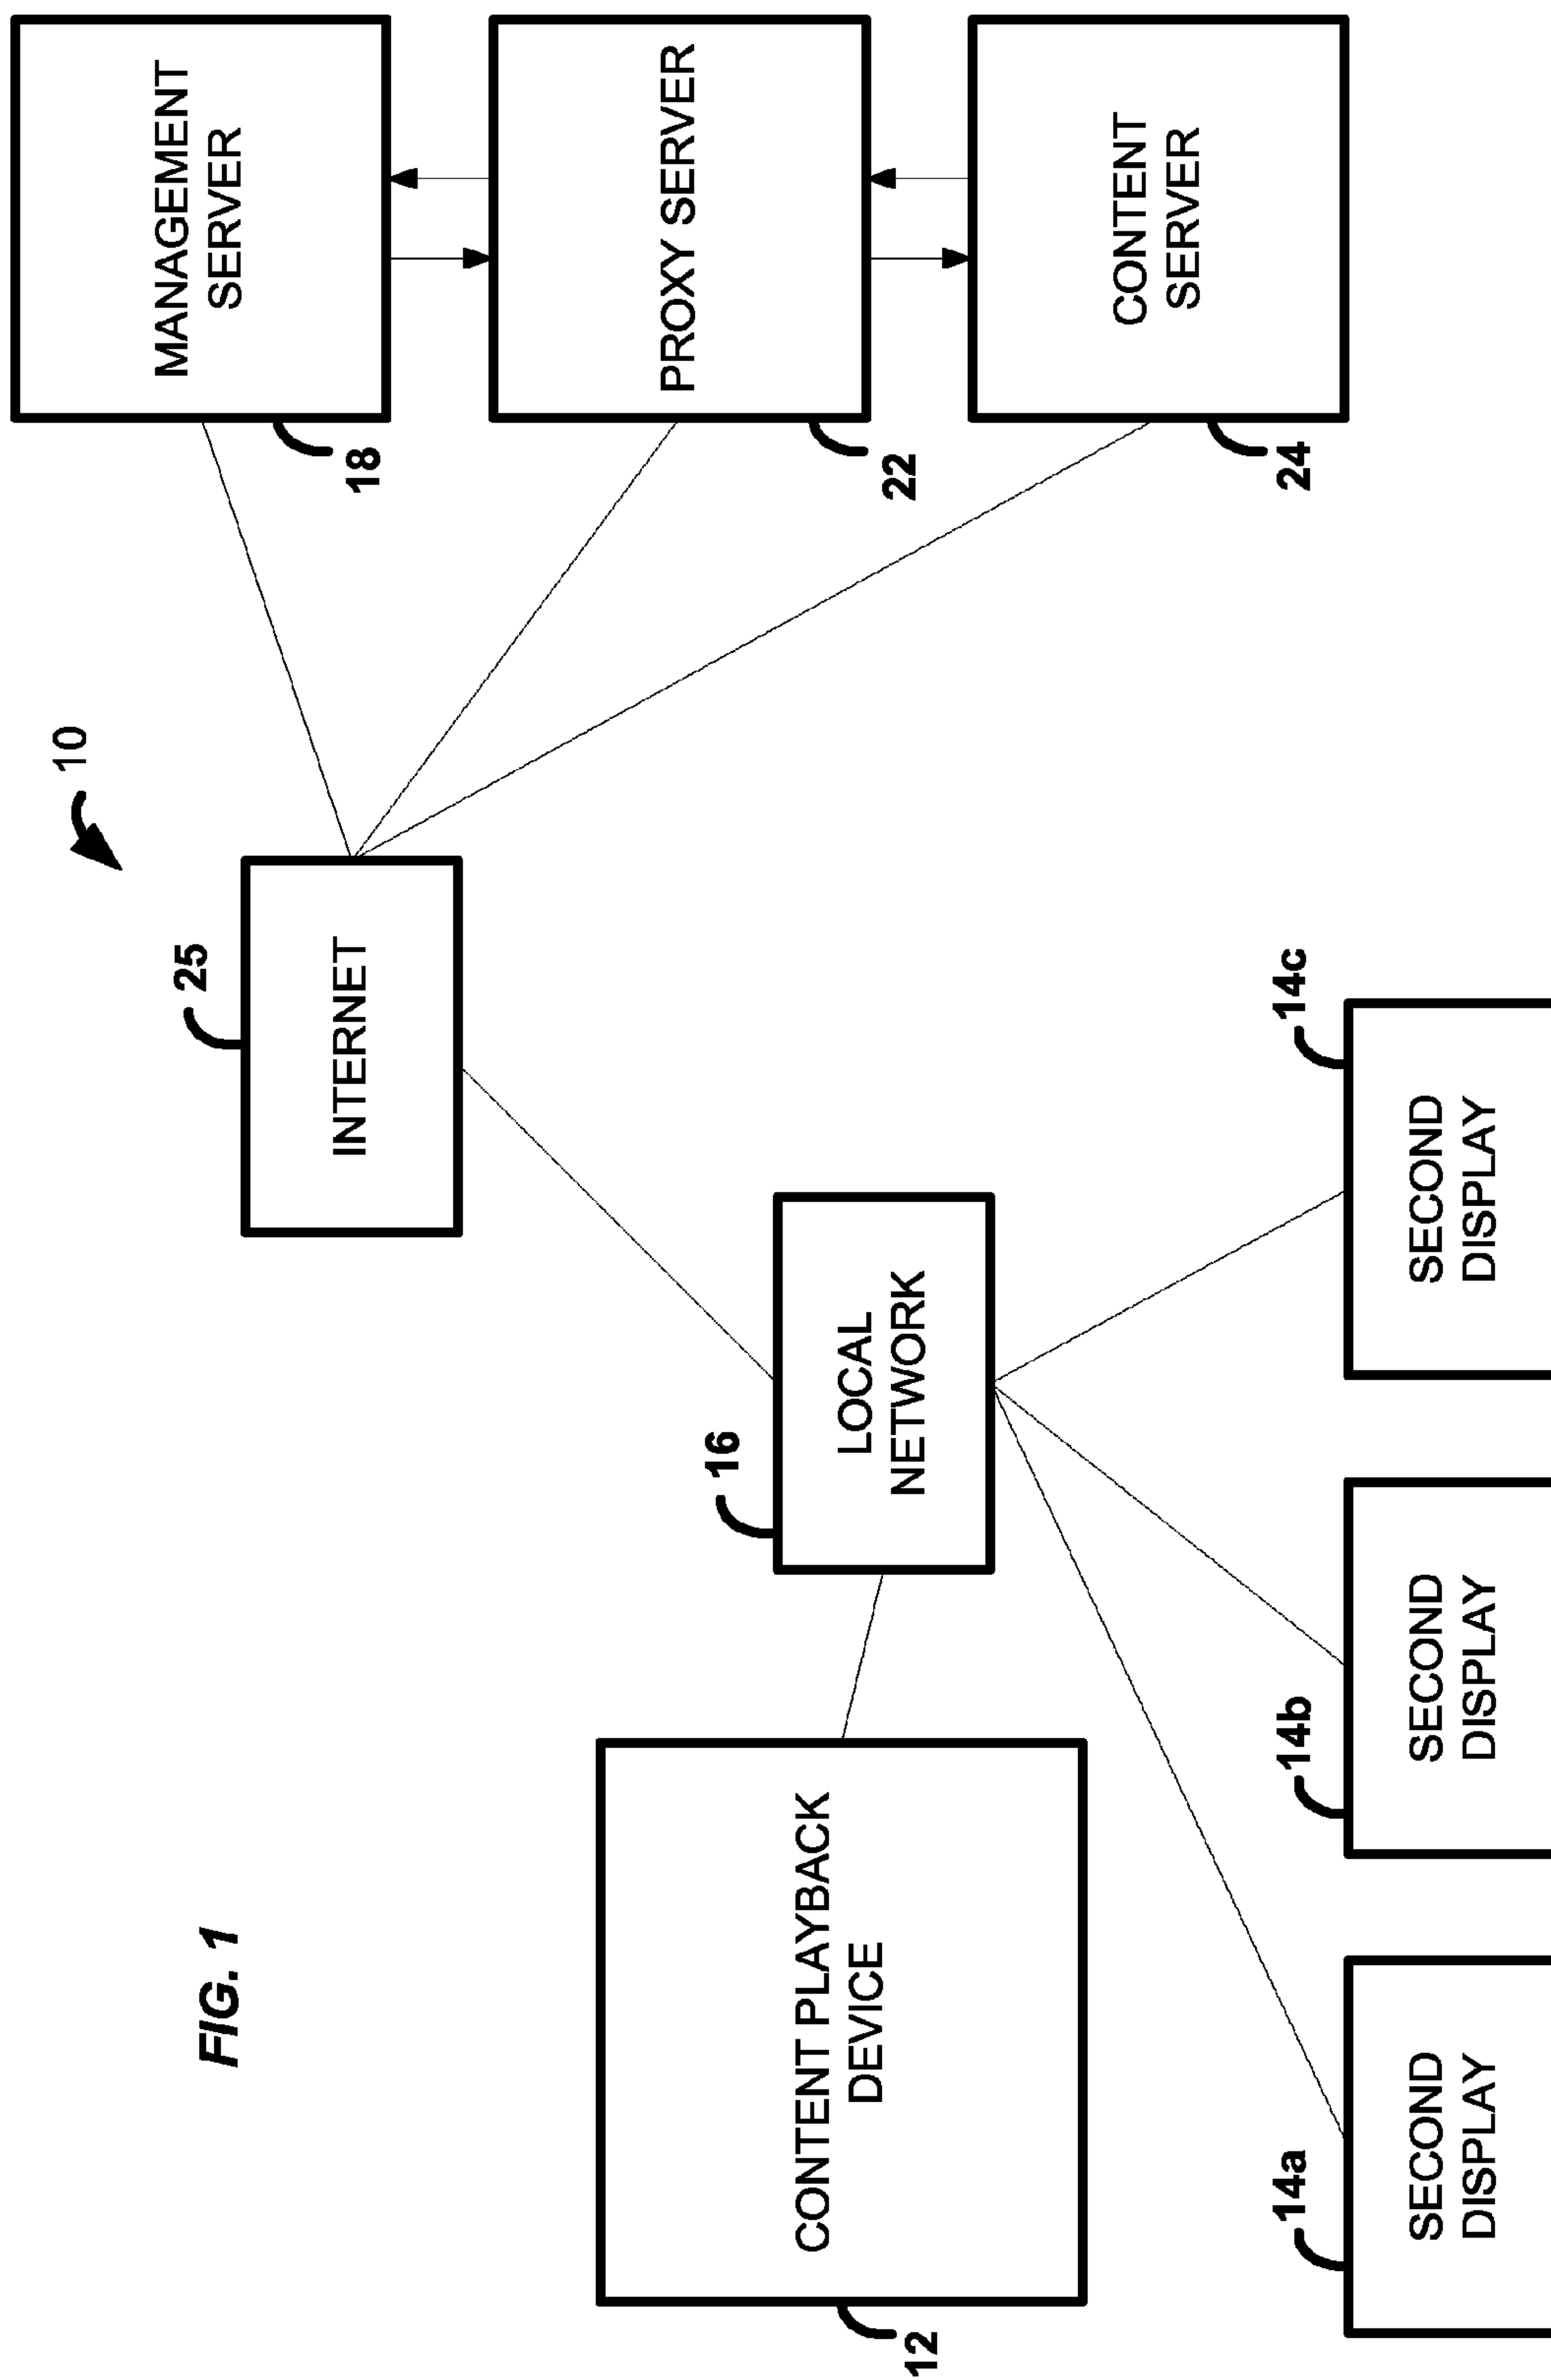 FIG. 1
10
MANAGEMENT
SERVER
18
INTERNET
25
PROXY SERVER
22
CONTENT PLAYBACK
DEVICE
12
LOCAL
NETWORK
16
CONTENT
SERVER
24
SECOND
DISPLAY
14a
SECOND
DISPLAY
14b
SECOND
DISPLAY
14c